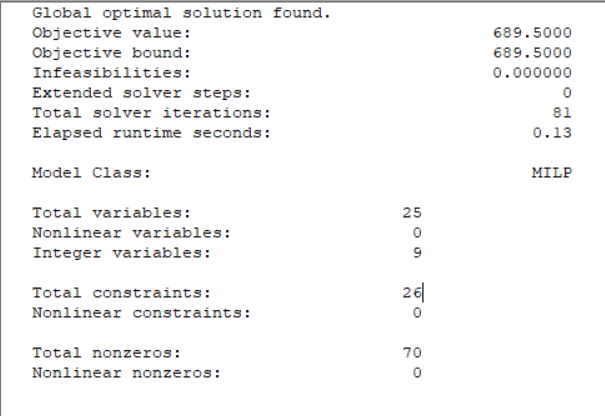 Global optimal solution found.
Objective value: 689.5000
Objective bound: 689.5000
Infeasibilities: 0.000000
Extended solver steps: 0
Total solver iterations: 81
Elapsed runtime seconds: 0.13
Model Class: MILP
Total variables: 25
Nonlinear variables: 0
Integer variables: 9
Total constraints: 26
Nonlinear constraints: 0
Total nonzeros: 70
Nonlinear nonzeros: 0